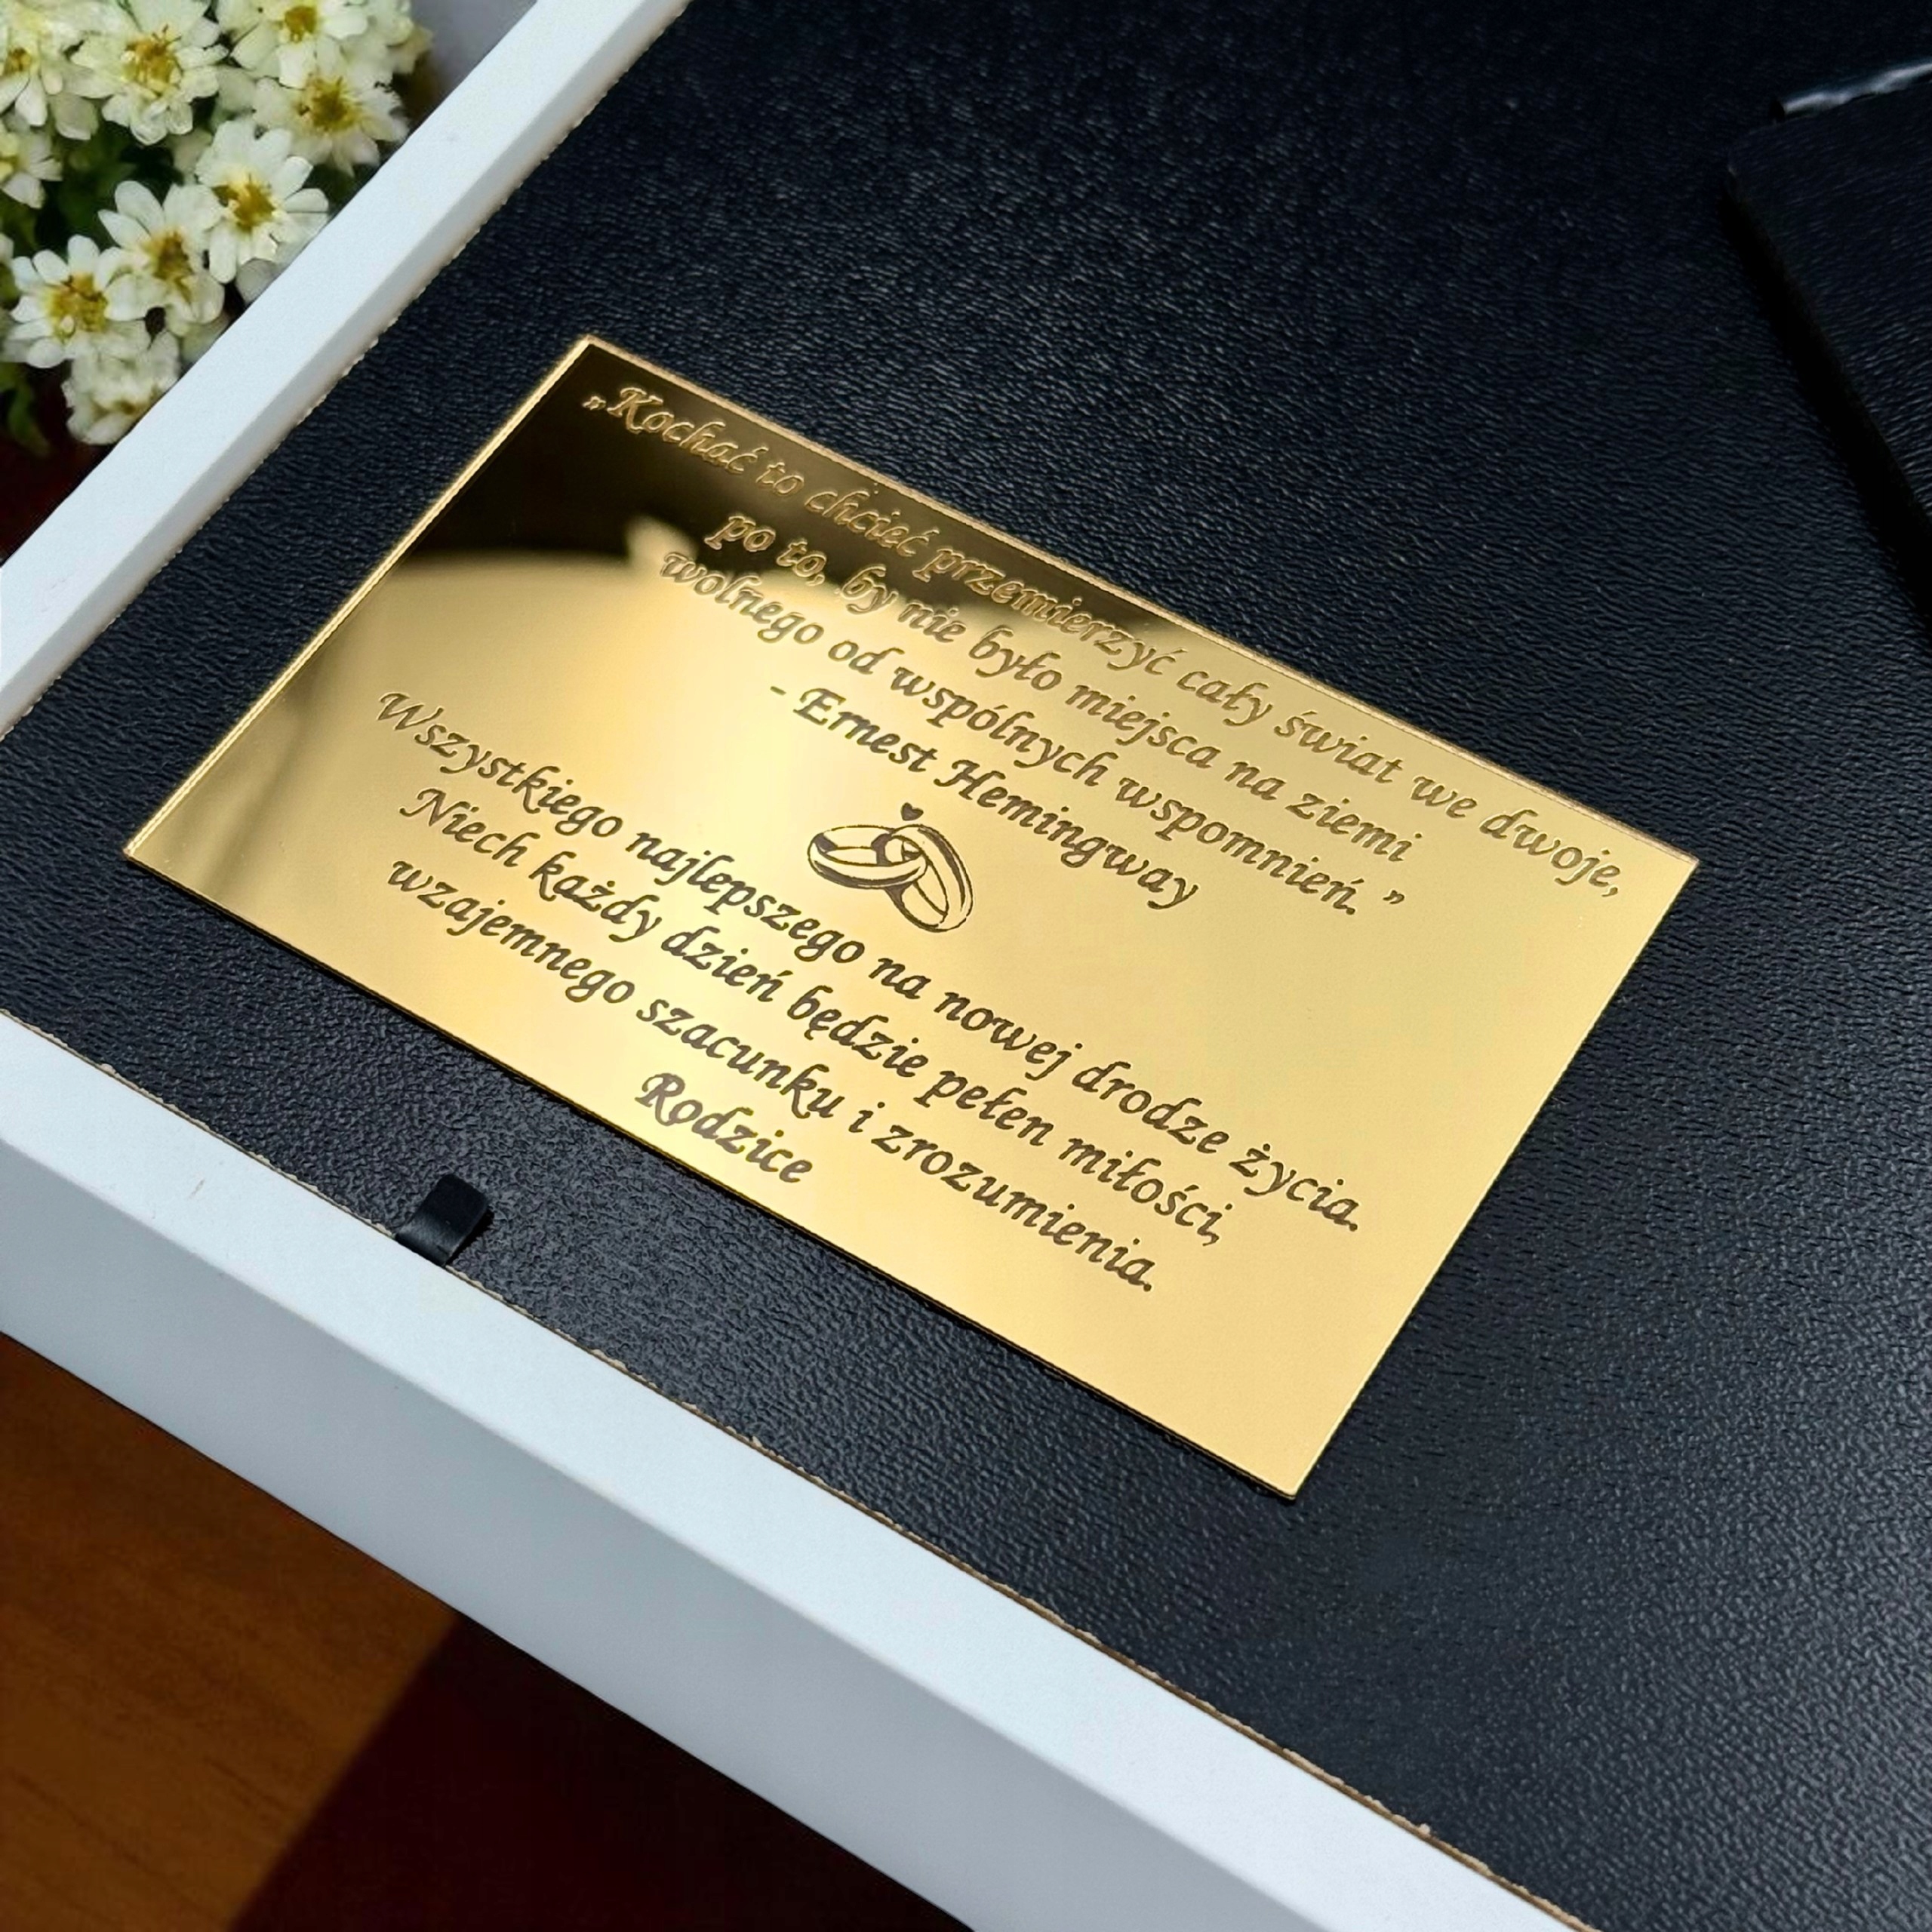 „Kochać to chcieć przemierzyć cały świat we dwoje,
po to, by nie było miejsca na ziemi
wolnego od wspólnych wspomnień. ”
- Ernest Hemingway
Wszystkiego najlepszego na nowej drodze życia.
Niech każdy dzień będzie pełen miłości,
wzajemnego szacunku i zrozumienia.
Rodzice